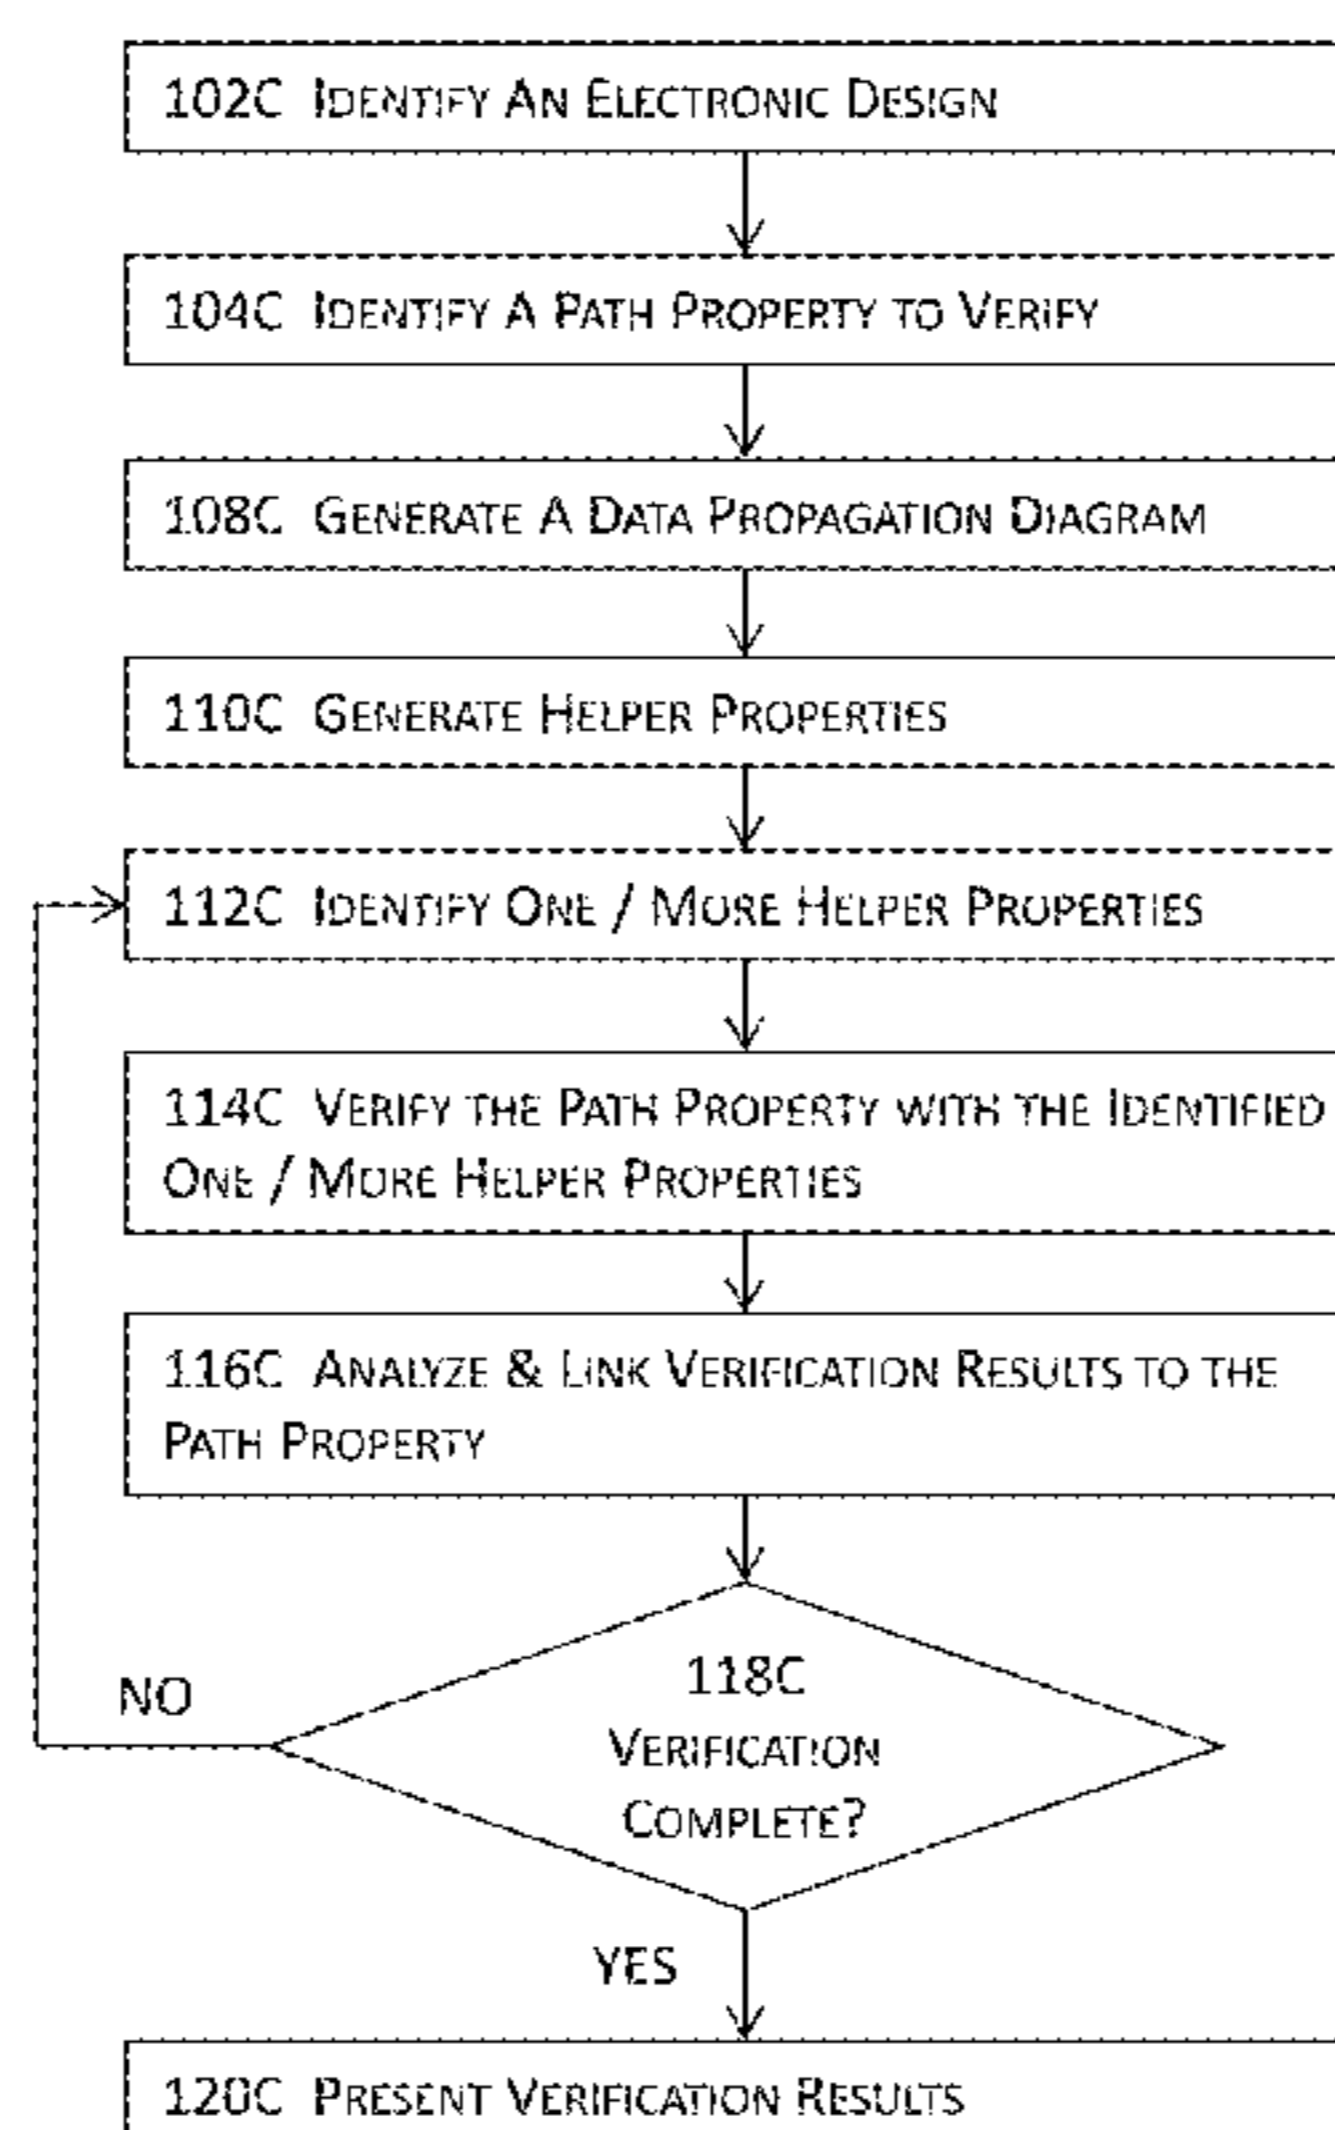 102C IDENTIFY AN ELECTRONIC DESIGN
104C IDENTIFY A PATH PROPERTY TO VERIFY
108C GENERATE A DATA PROPAGATION DIAGRAM
110C GENERATE HELPER PROPERTIES
112C IDENTIFY ONE / MORE HELPER PROPERTIES
114C VERIFY THE PATH PROPERTY WITH THE IDENTIFIED
ONE / MORE HELPER PROPERTIES
116C ANALYZE & LINK VERIFICATION RESULTS TO THE
PATH PROPERTY
118C
VERIFICATION
COMPLETE?
NO
YES
120C PRESENT VERIFICATION RESULTS